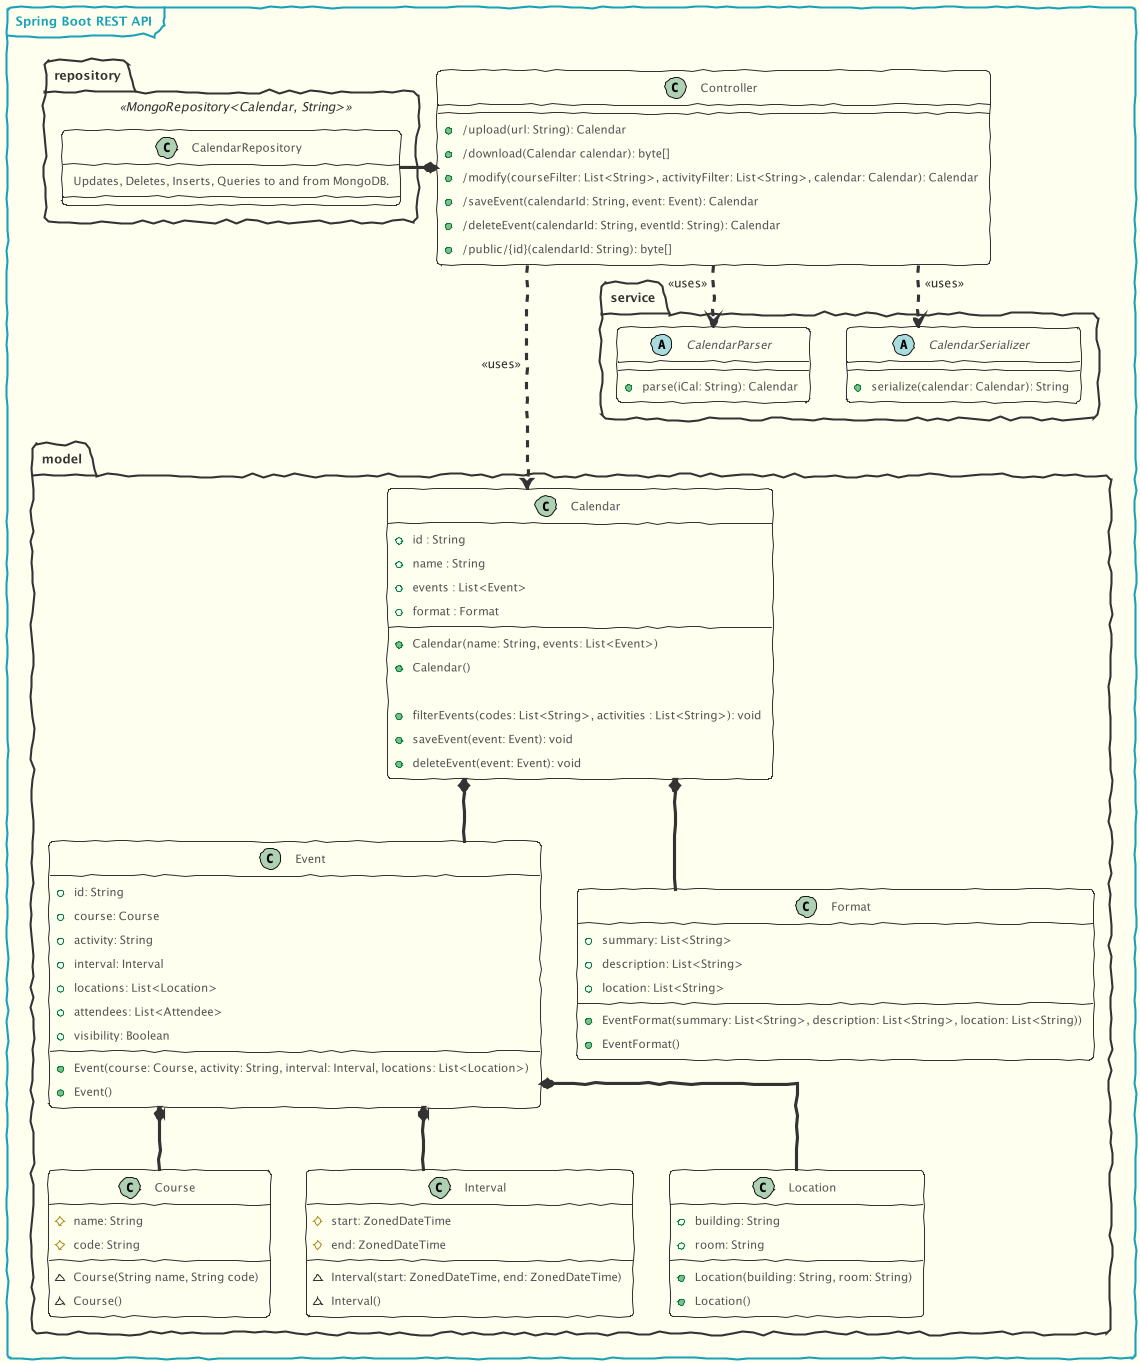 Spring Boot REST API
repository
«MongoRepository<Calendar, String>»
C CalendarRepository
Updates, Deletes, Inserts, Queries to and from MongoDB.
C Controller
/upload(url: String): Calendar
/download(Calendar calendar): byte[]
/modify(courseFilter: List<String>, activityFilter: List<String>, calendar: Calendar): Calendar
/saveEvent(calendarId: String, event: Event): Calendar
/deleteEvent(calendarId: String, eventId: String): Calendar
/public/{id}(calendarId: String): byte[]
«uses»
«uses»
«uses»
service
A CalendarParser
parse(iCal: String): Calendar
A CalendarSerializer
serialize(calendar: Calendar): String
model
C Calendar
id : String
name : String
events : List<Event>
format : Format
Calendar(name: String, events: List<Event>)
Calendar()
filterEvents(codes: List<String>, activities : List<String>): void
saveEvent(event: Event): void
deleteEvent(event: Event): void
C Event
id: String
course: Course
activity: String
interval: Interval
locations: List<Location>
attendees: List<Attendee>
visibility: Boolean
Event(course: Course, activity: String, interval: Interval, locations: List<Location>)
Event()
C Format
summary: List<String>
description: List<String>
location: List<String>
EventFormat(summary: List<String>, description: List<String>, location: List<String))
EventFormat()
C Course
name: String
code: String
Course(String name, String code)
Course()
C Interval
start: ZonedDateTime
end: ZonedDateTime
Interval(start: ZonedDateTime, end: ZonedDateTime)
Interval()
C Location
building: String
room: String
Location(building: String, room: String)
Location()